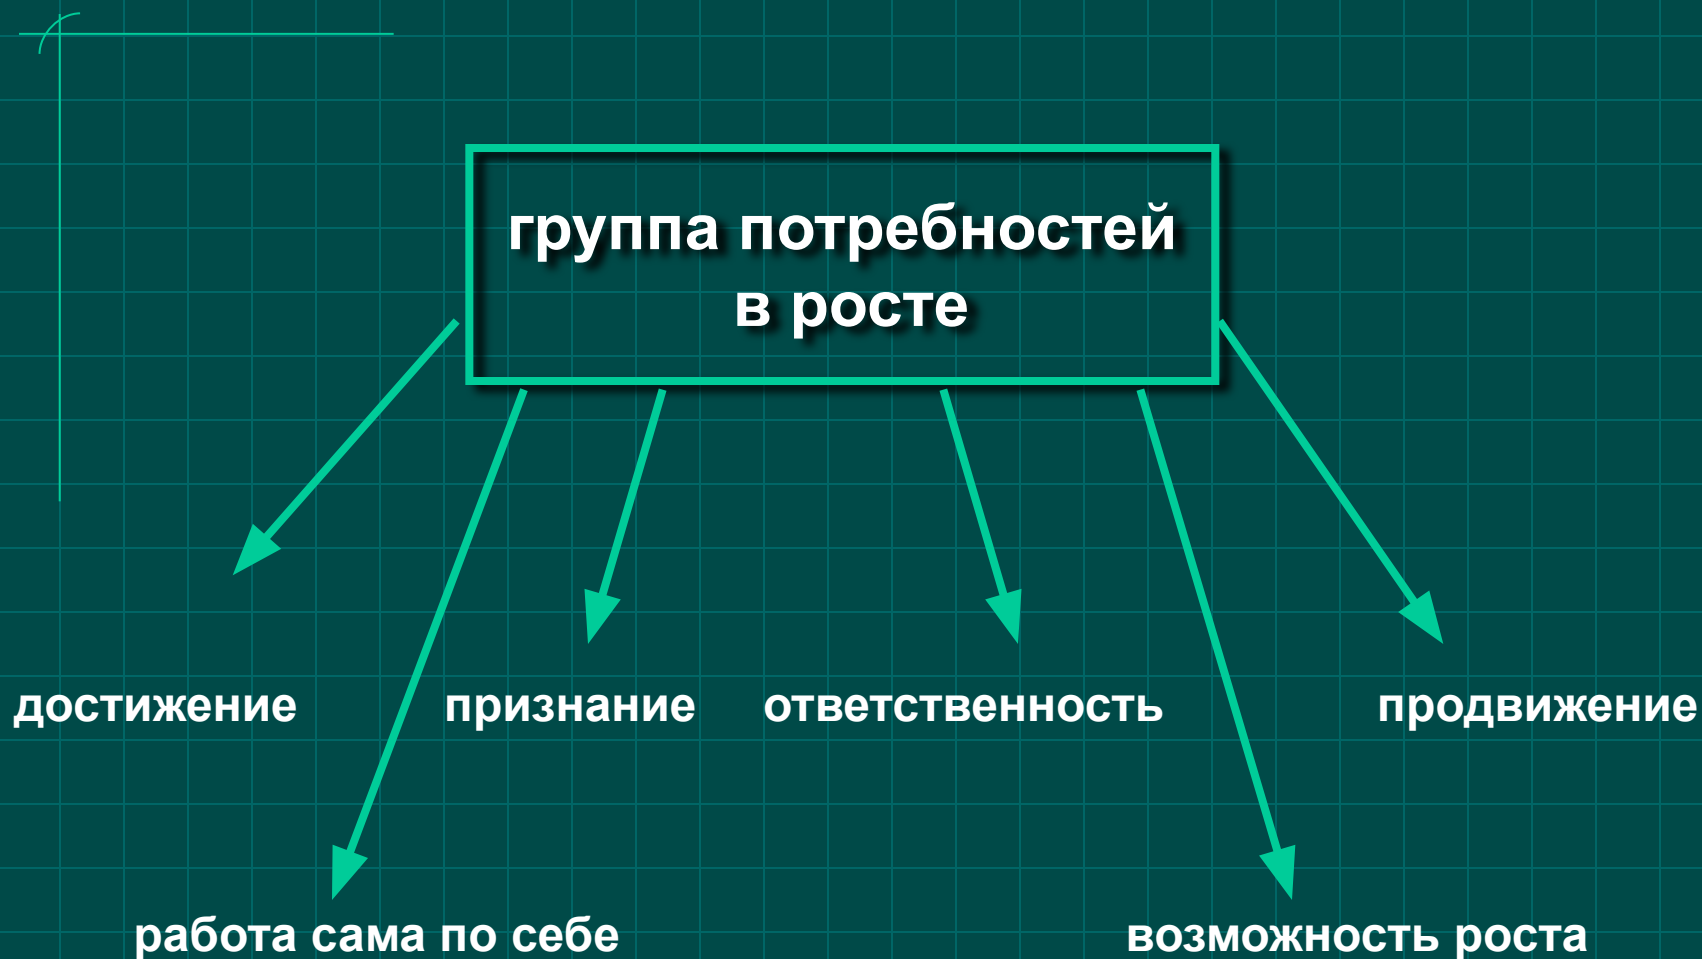 группа потребностей
в росте
достижение
признание
ответственность
продвижение
работа сама по себе
возможность роста